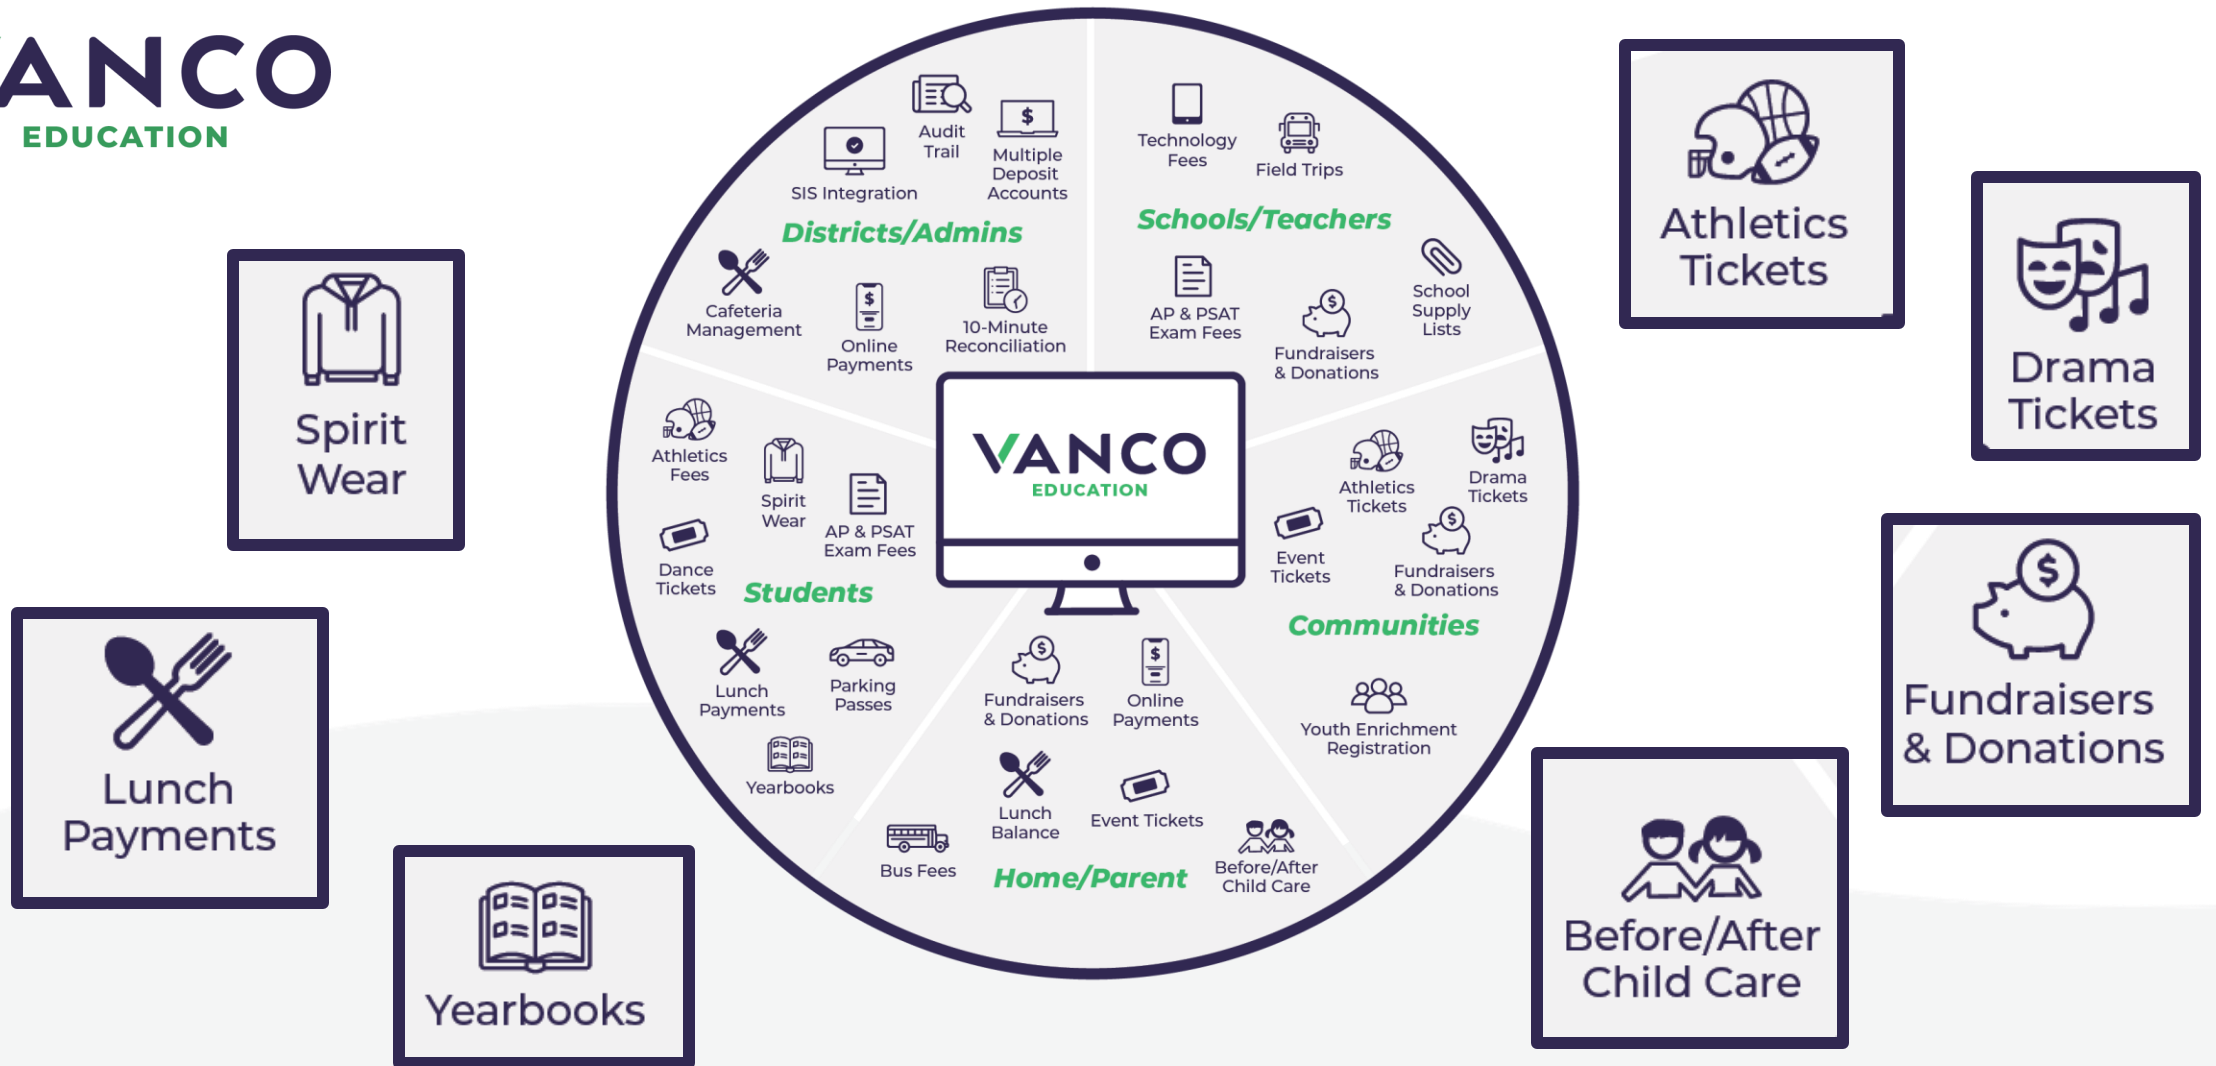 VANCO
EDUCATION
Spirit
Wear
Lunch
Payments
Yearbooks
Audit
Trail
$
Multiple
Deposit
Accounts
SIS Integration
Districts/Admins
Cafeteria
Management
$
Online
Payments
10-Minute
Reconciliation
Technology
Fees
Field Trips
Schools/Teachers
AP & PSAT
Exam Fees
$
Fundraisers
& Donations
School
Supply
Lists
Athletics
Fees
Spirit
Wear
AP & PSAT
Exam Fees
Dance
Tickets
Students
Lunch
Payments
Parking
Passes
Yearbooks
VANCO
EDUCATION
Athletics
Tickets
Drama
Tickets
Event
Tickets
$
Fundraisers
& Donations
Communities
Youth Enrichment
Registration
$
Fundraisers
& Donations
$
Online
Payments
Lunch
Balance
Event Tickets
Bus Fees
Home/Parent
Before/After
Child Care
Athletics
Tickets
Drama
Tickets
$
Fundraisers
& Donations
Before/After
Child Care